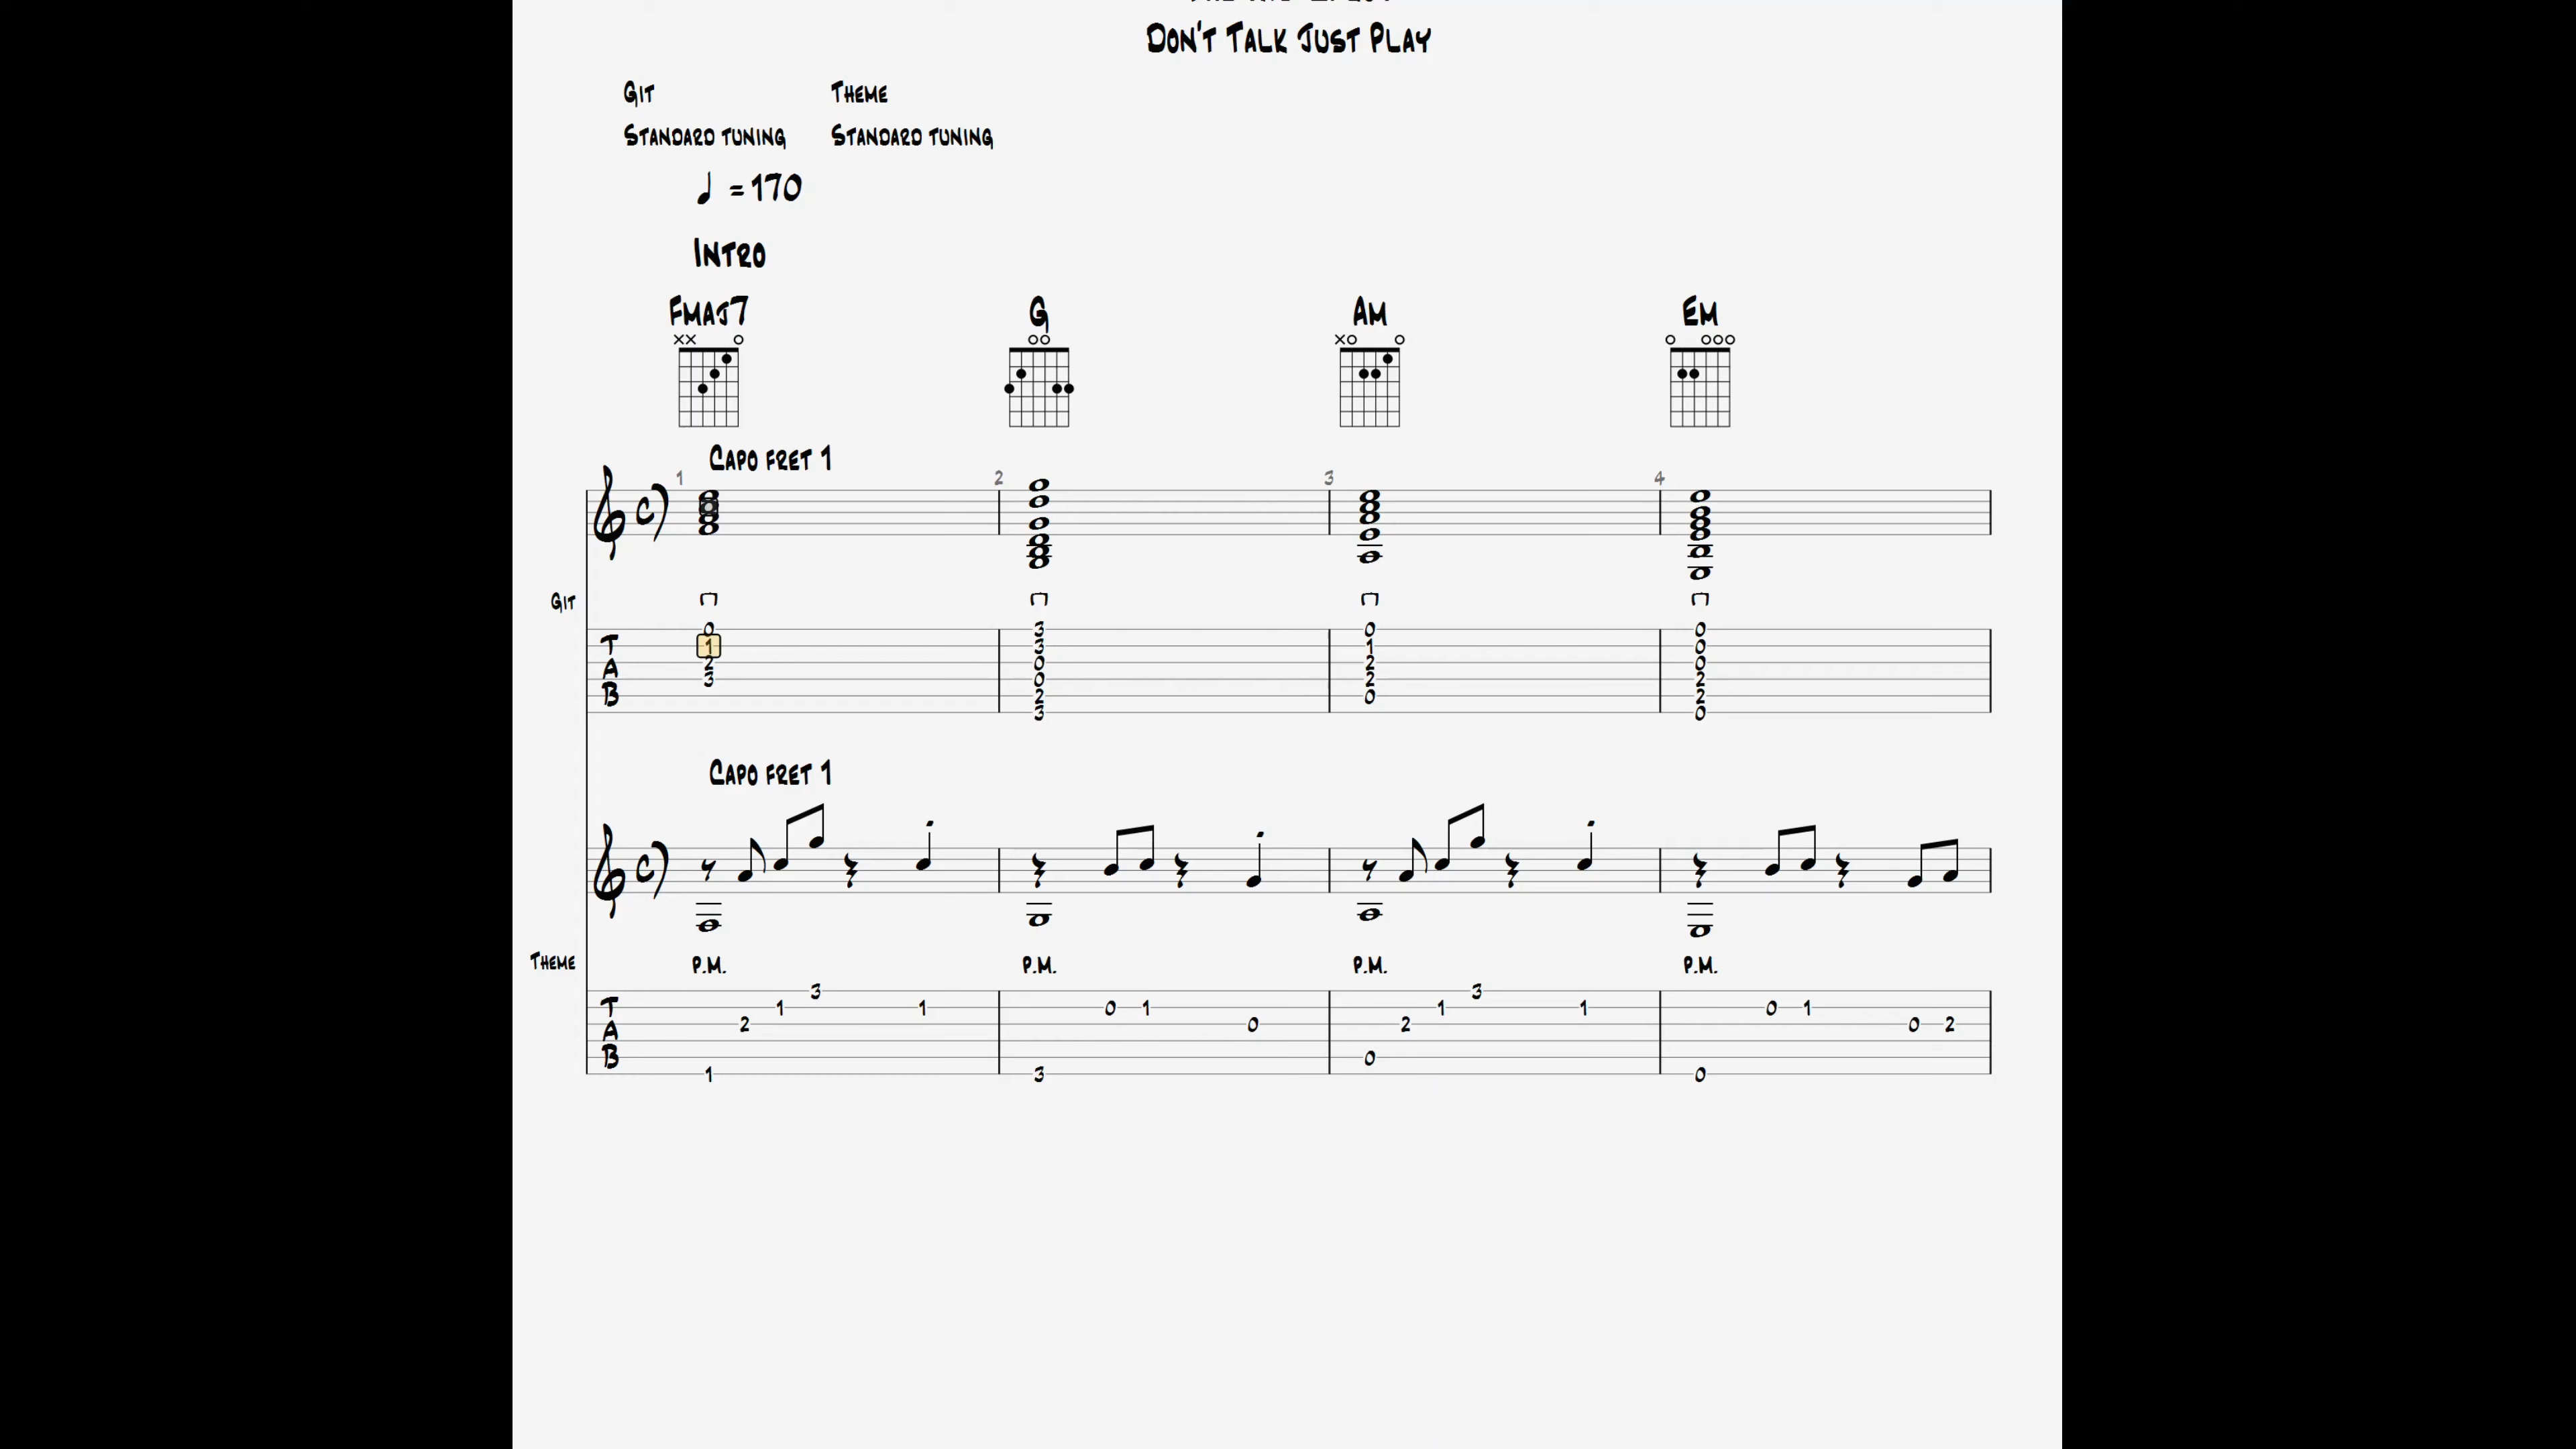 Don't Talk Just Play
Git Theme
Standard tuning Standard tuning
= 170
Intro
Fmaj7 G Am Em
Capo fret 1
1 2 3 4
Git
T 0 3 0 0
1 3 1 0
A 2 0 2 0
3 0 2 2
B 2 0 2
3 0
Capo fret 1
Theme
P.M. P.M. P.M. P.M.
3 3
T 1 1 0 1 1 1 0 1
A 2 0 2 0 2
B 0
1 3 0